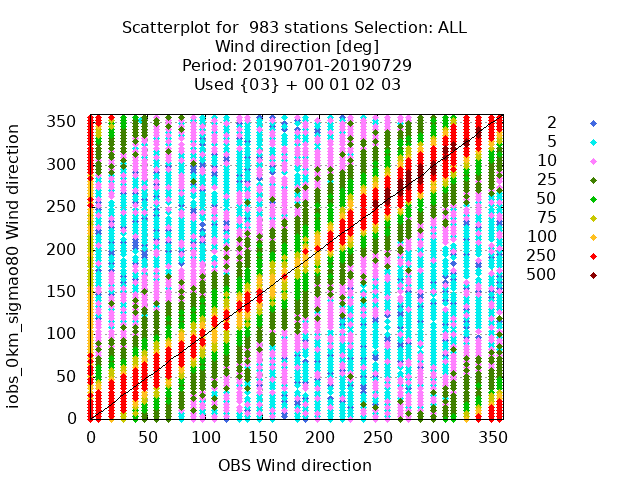 Scatterplot for  983 stations Selection: ALL
Wind direction [deg]
Period: 20190701-20190729
Used {03} + 00 01 02 03
iobs_0km_sigmao80 Wind direction
350
300
250
200
150
100
50
0
0 50 100 150 200 250 300 350
OBS Wind direction
2
5
10
25
50
75
100
250
500